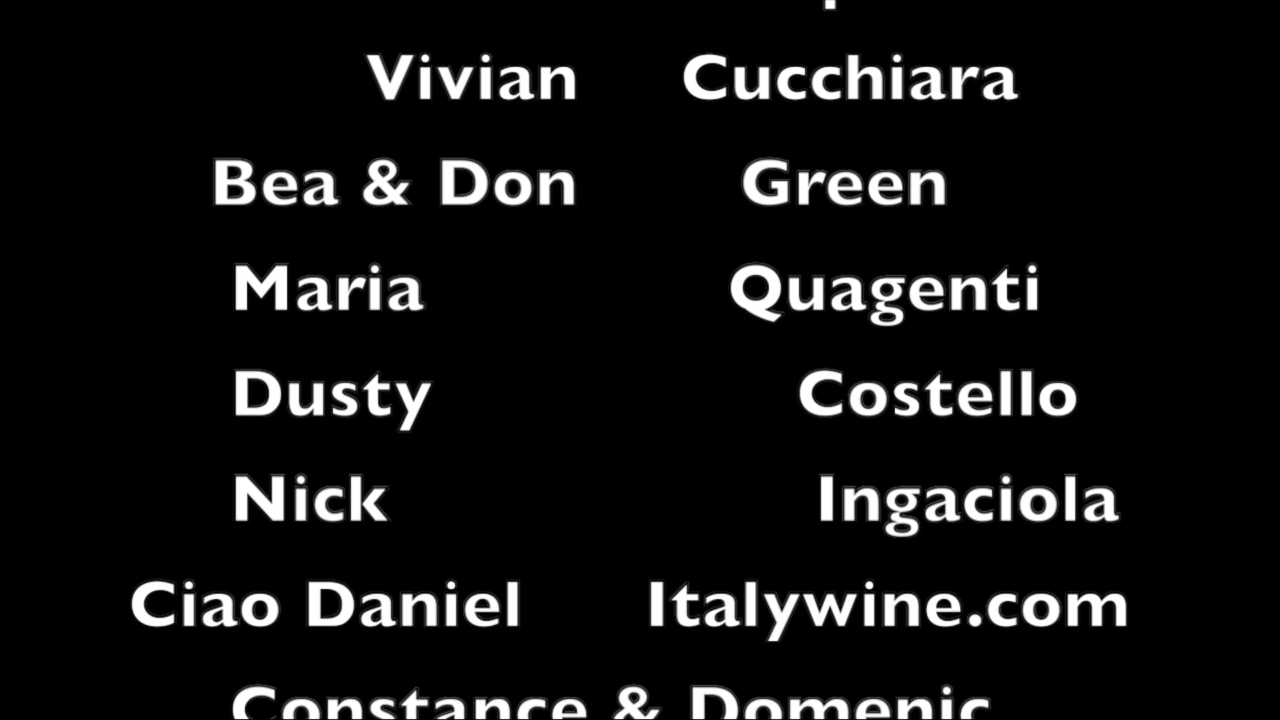 Vivian Cucchiara
Bea & Don Green
Maria Quagenti
Dusty Costello
Nick Ingaciola
Ciao Daniel Italywine.com
Constance & Domenic